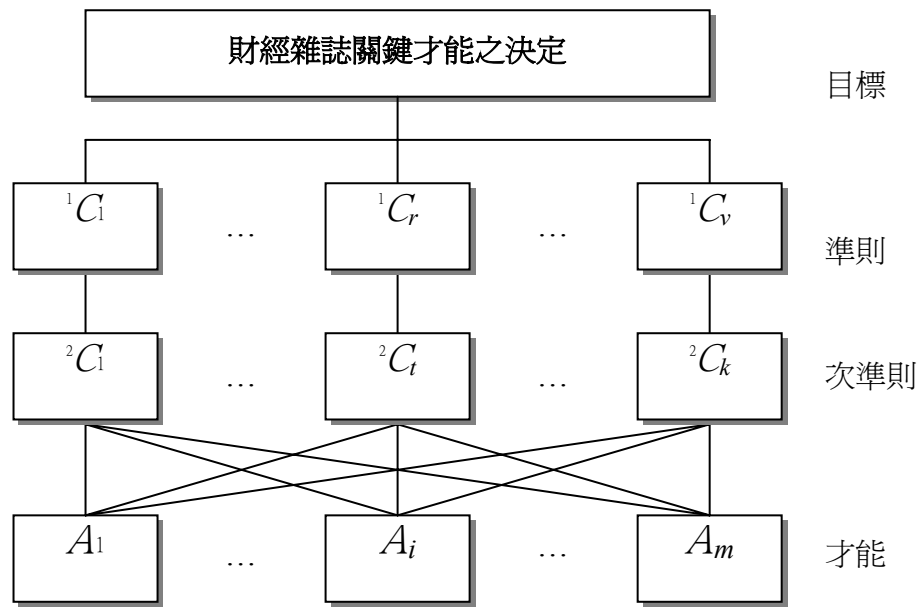 財經雜誌關鍵才能之決定
目標
¹C₁ … ¹Cᵣ … ¹Cᵥ
準則
²C₁ … ²Cₜ … ²Cₖ
次準則
A₁ … Aᵢ … Aₘ
才能